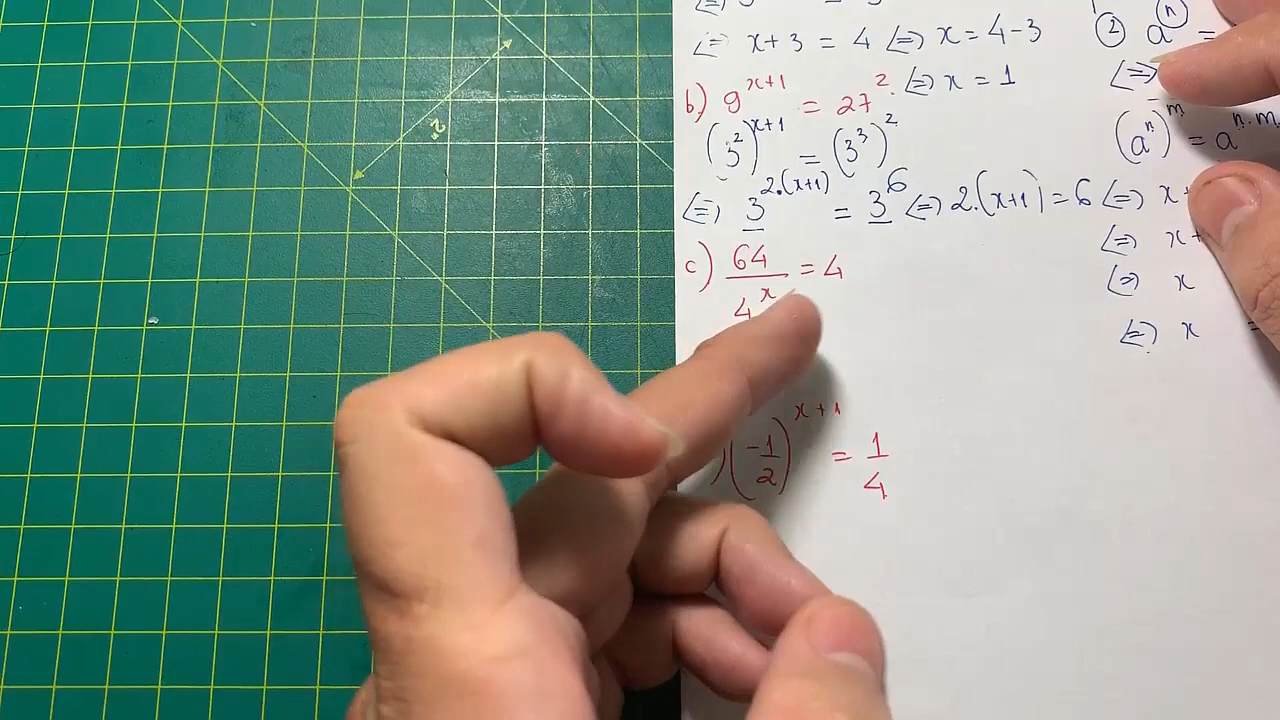 ⇔ x+3 = 4 ⇔ x = 4-3
b) 9^{x+1} = 27^2. ⇔ x = 1
(3^2)^{x+1} = (3^3)^2
⇔ 3^{2.(x+1)} = 3^6 ⇔ 2.(x+1) = 6 ⇔ x+
c) 64/4^x = 4
)(-1/2)^{x+1} = 1/4
② a^n =
⇔
(a^n)^m = a^{n.m}
⇔ x+
⇔ x
⇔ x =
2"